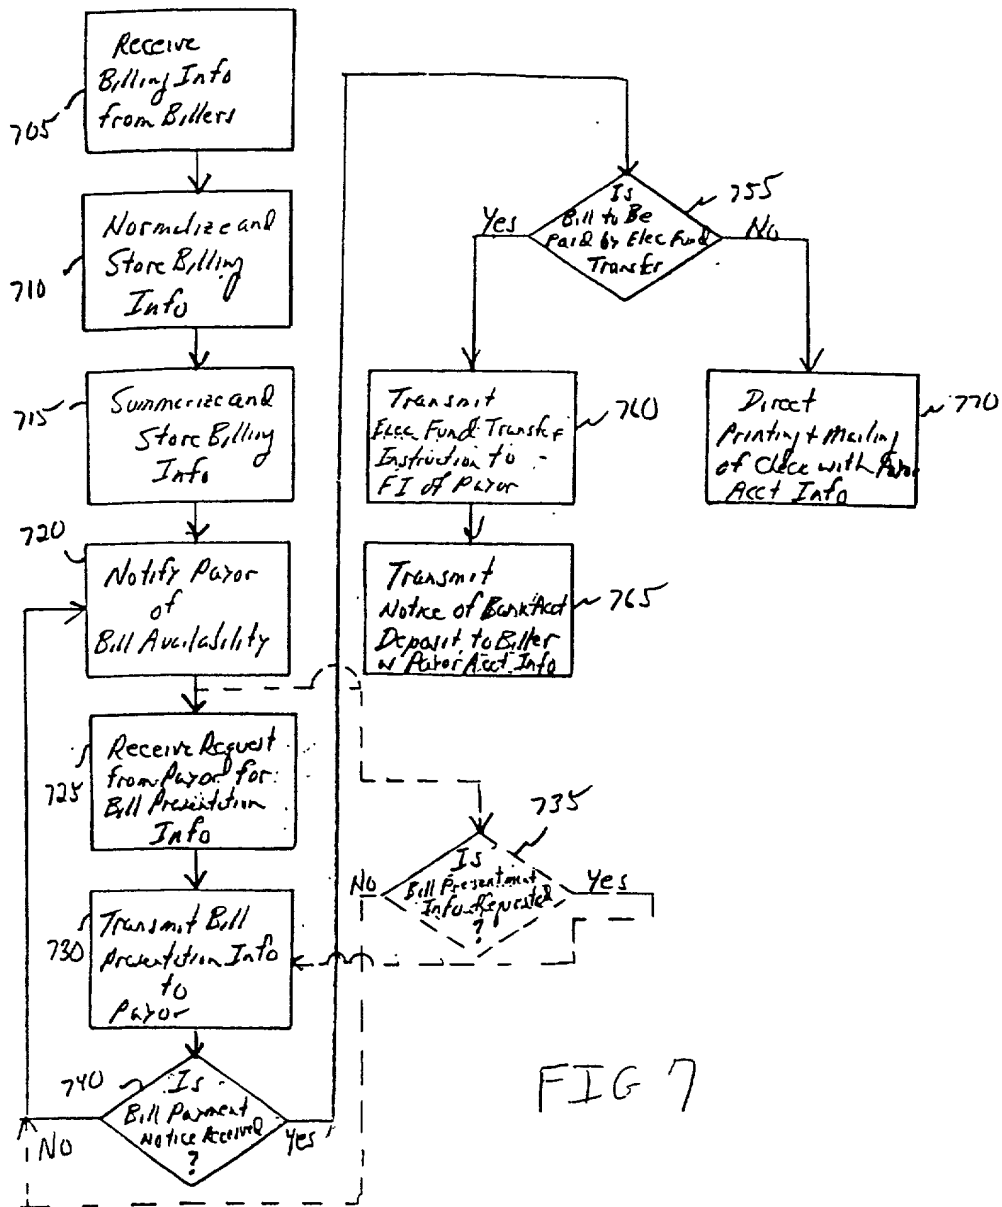 Receive
Billing Info
from Billers
705
Normalize and
Store Billing
Info
710
Summerize and
Store Billing
Info
715
720
Notify Payor
of
Bill Availability
Receive Request
from Payor for
Bill Presentation
Info
725
Transmit Bill
Presentation Info
to
Payor
730
740
Is
Bill Payment
Notice Received
?
No
Yes
Is
Bill to Be
Paid by Elec Fund
Transfer
755
Yes
No
Transmit
Elec Fund Transfer
Instruction to
FI of Payor
760
Direct
Printing + Mailing
of Check with Payor
Acct Info
770
Transmit
Notice of Bank Acct
Deposit to Biller
w Payor Acct Info
765
735
Is
Bill Presentment
Info Requested
?
No
Yes
FIG 7